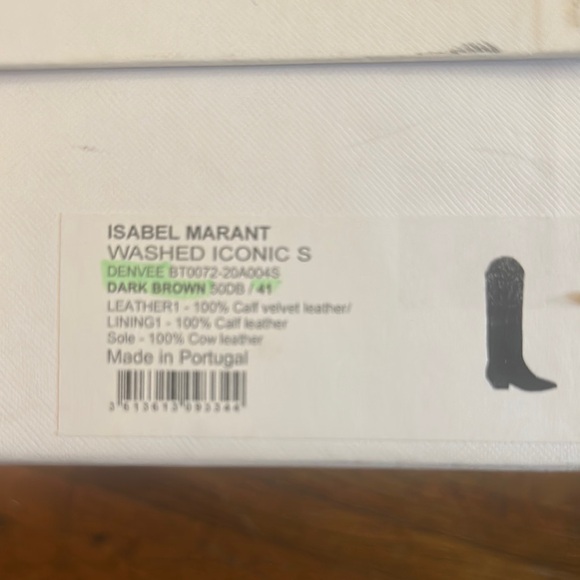 ISABEL MARANT
WASHED ICONIC S
DENVEE BT0072-20A004S
DARK BROWN 50DB / 41
LEATHER1 - 100% Calf velvet leather/
LINING1 - 100% Calf leather
Sole - 100% Cow leather
Made in Portugal